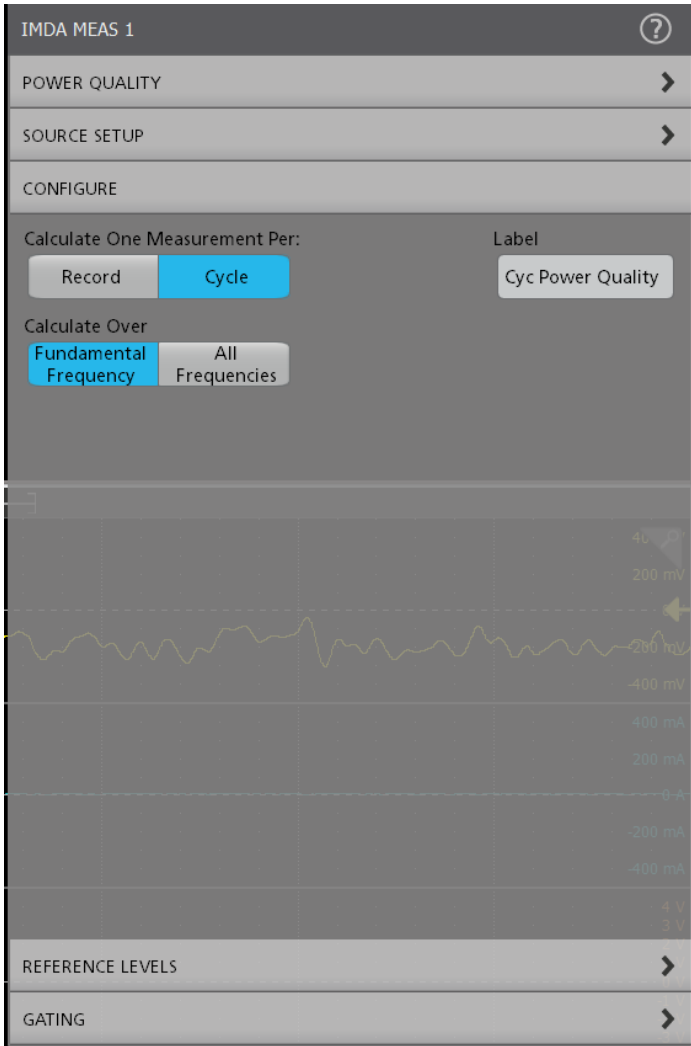 IMDA MEAS 1
?
POWER QUALITY
SOURCE SETUP
CONFIGURE
Calculate One Measurement Per:
Label
Record
Cycle
Cyc Power Quality
Calculate Over
Fundamental
Frequency
All
Frequencies
200 mV
-200 mV
-400 mV
400 mA
200 mA
0 A
-200 mA
-400 mA
4 V
3 V
REFERENCE LEVELS
GATING